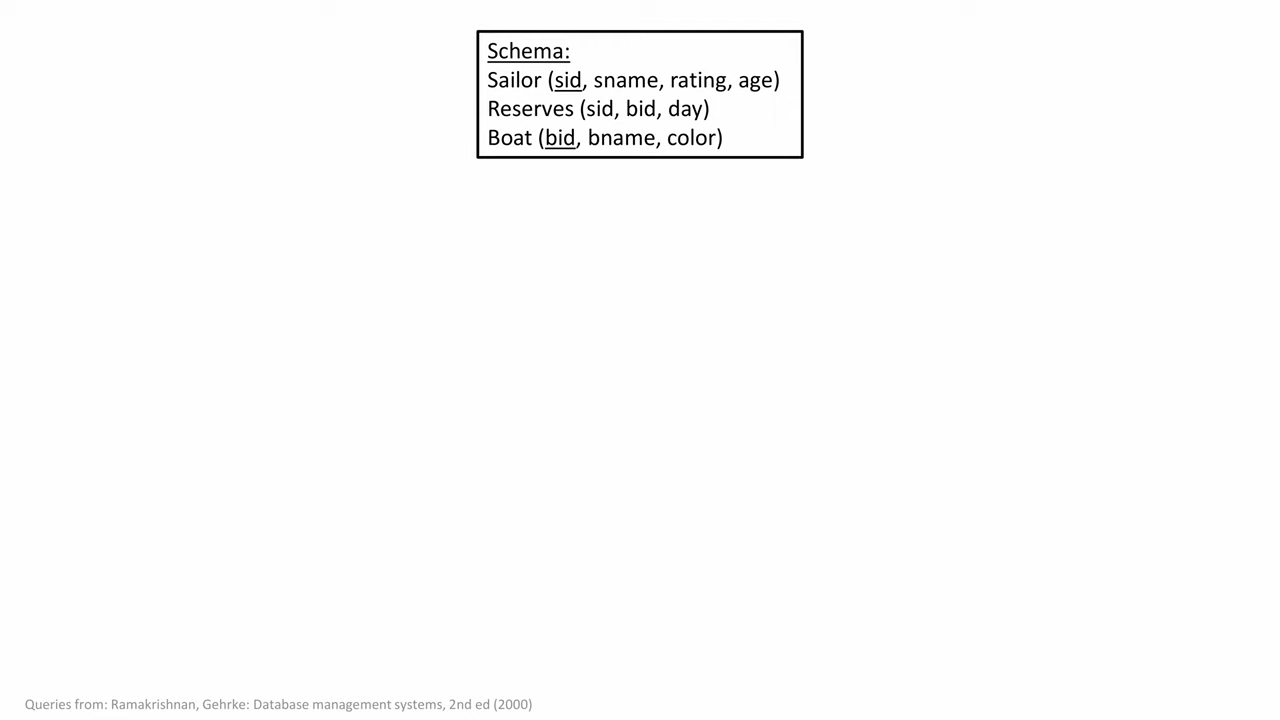 Schema:
Sailor (sid, sname, rating, age)
Reserves (sid, bid, day)
Boat (bid, bname, color)
Queries from: Ramakrishnan, Gehrke: Database management systems, 2nd ed (2000)